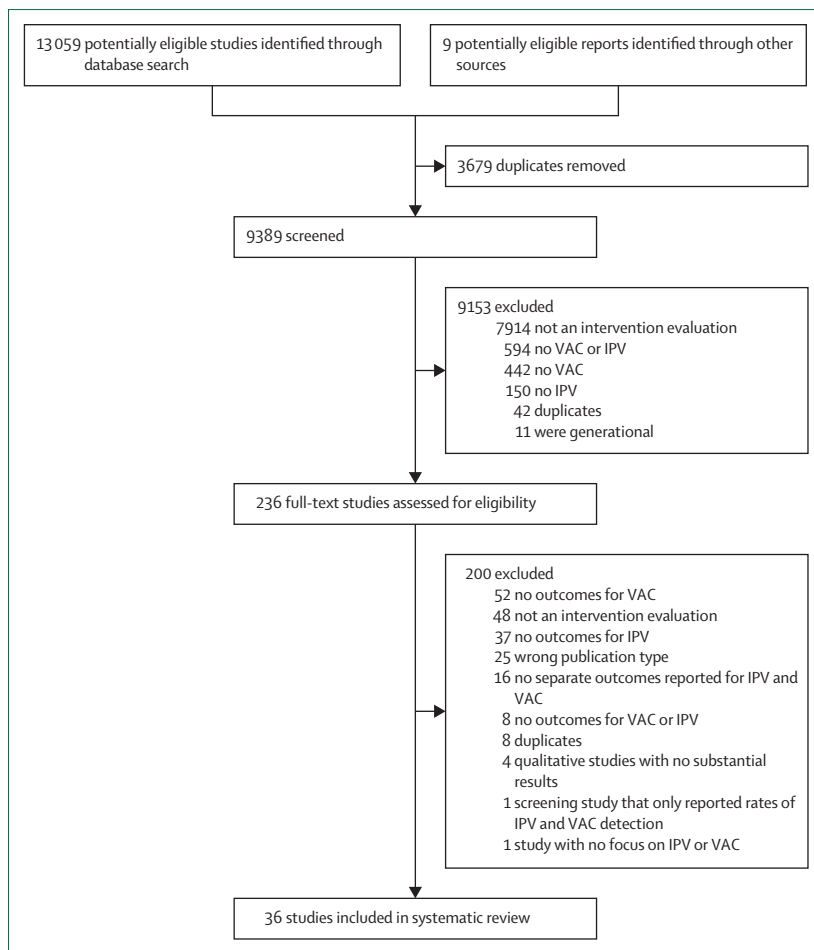 13 059 potentially eligible studies identified through
database search
9 potentially eligible reports identified through other
sources
3679 duplicates removed
9389 screened
9153 excluded
7914 not an intervention evaluation
594 no VAC or IPV
442 no VAC
150 no IPV
42 duplicates
11 were generational
236 full-text studies assessed for eligibility
200 excluded
52 no outcomes for VAC
48 not an intervention evaluation
37 no outcomes for IPV
25 wrong publication type
16 no separate outcomes reported for IPV and
VAC
8 no outcomes for VAC or IPV
8 duplicates
4 qualitative studies with no substantial
results
1 screening study that only reported rates of
IPV and VAC detection
1 study with no focus on IPV or VAC
36 studies included in systematic review